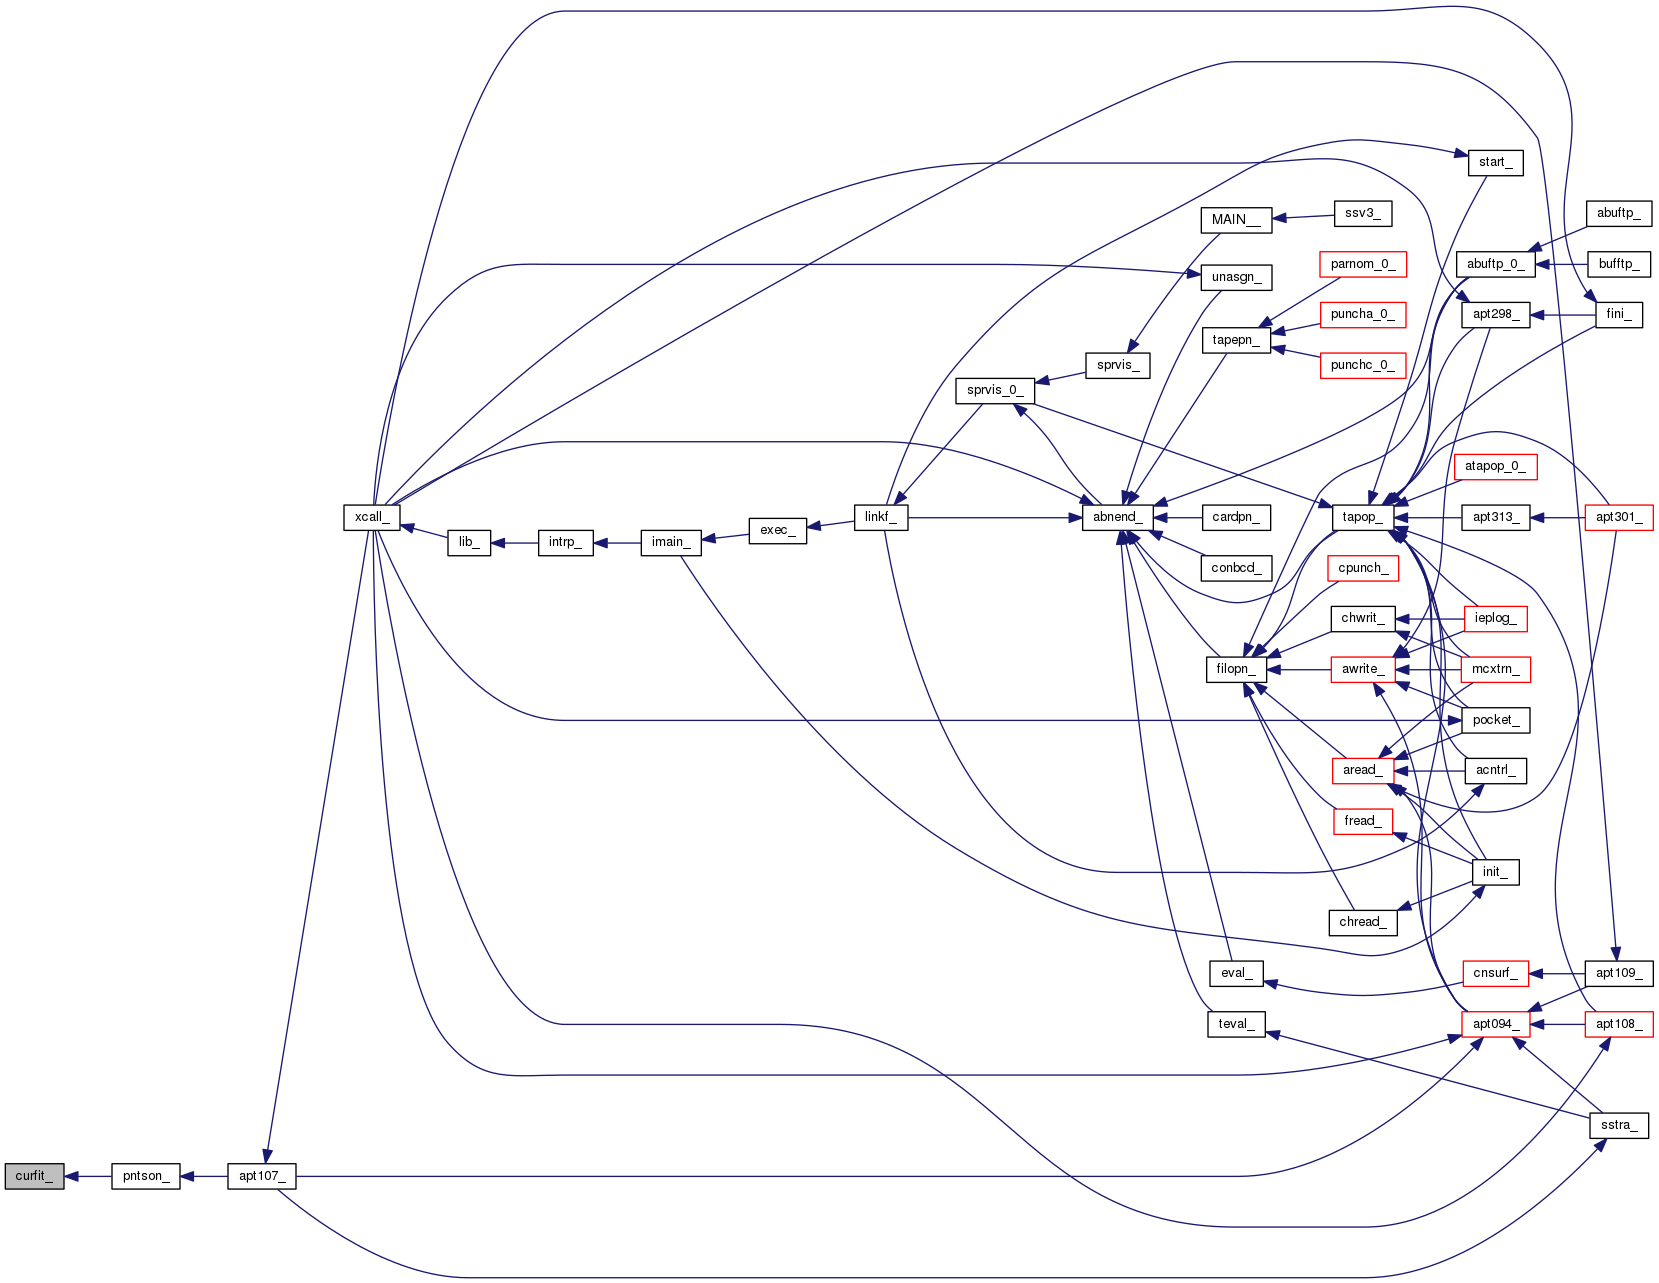 start_
ssv3_
abuftp_
MAIN__
parnom_0_
abuftp_0_
bufftp_
unasgn_
puncha_0_
apt298_
fini_
tapepn_
punchc_0_
sprvis_
sprvis_0_
atapop_0_
xcall_
linkf_
abnend_
cardpn_
tapop_
apt313_
apt301_
lib_
intrp_
imain_
exec_
conbcd_
cpunch_
chwrit_
ieplog_
filopn_
awrite_
mcxtrn_
pocket_
aread_
acntrl_
fread_
init_
chread_
eval_
cnsurf_
apt109_
teval_
apt094_
apt108_
sstra_
curfit_
pntson_
apt107_